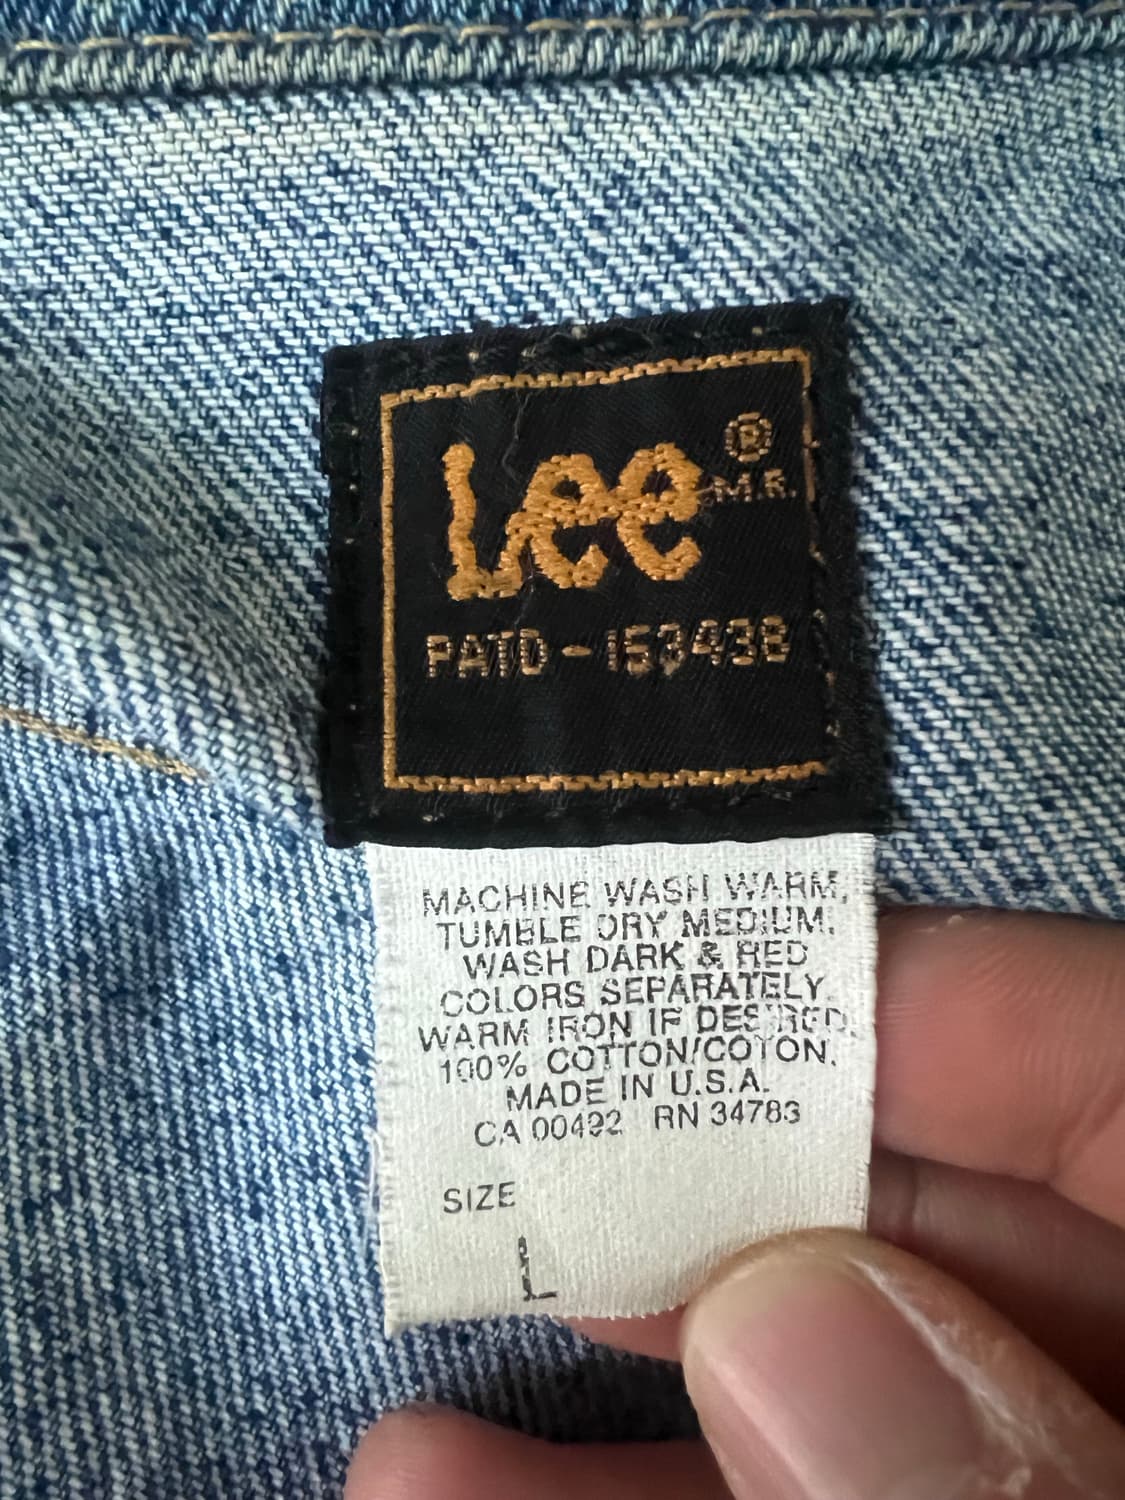 Lee ®
M.R.
PATD-153438
MACHINE WASH WARM,
TUMBLE DRY MEDIUM.
WASH DARK & RED
COLORS SEPARATELY.
WARM IRON IF DESIRED.
100% COTTON/COTON.
MADE IN U.S.A.
CA 00492 RN 34783
SIZE
L